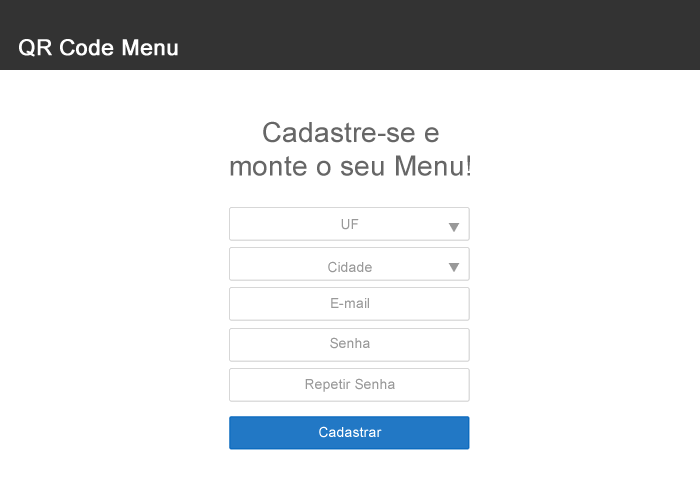 QR Code Menu
Cadastre-se e
monte o seu Menu!
UF
Cidade
E-mail
Senha
Repetir Senha
Cadastrar